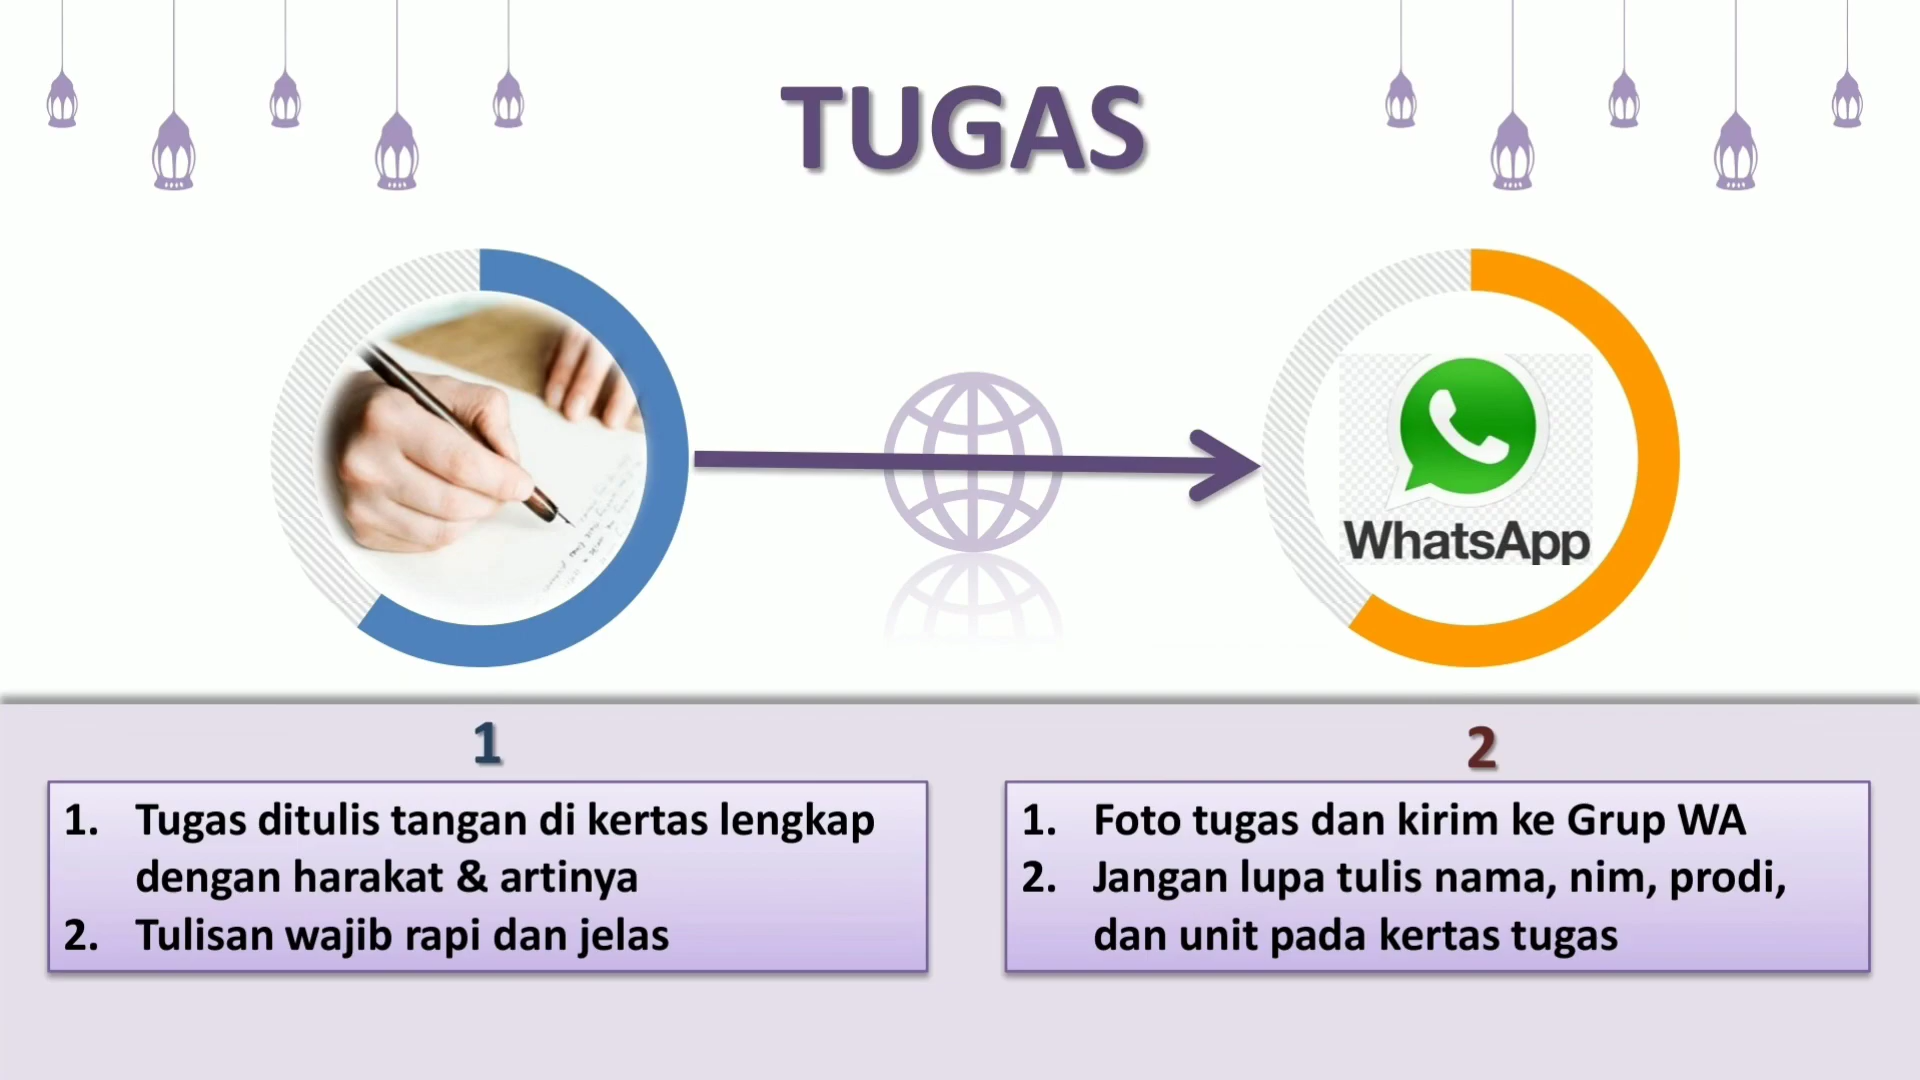 TUGAS
WhatsApp
1
1. Tugas ditulis tangan di kertas lengkap
dengan harakat & artinya
2. Tulisan wajib rapi dan jelas
2
1. Foto tugas dan kirim ke Grup WA
2. Jangan lupa tulis nama, nim, prodi,
dan unit pada kertas tugas